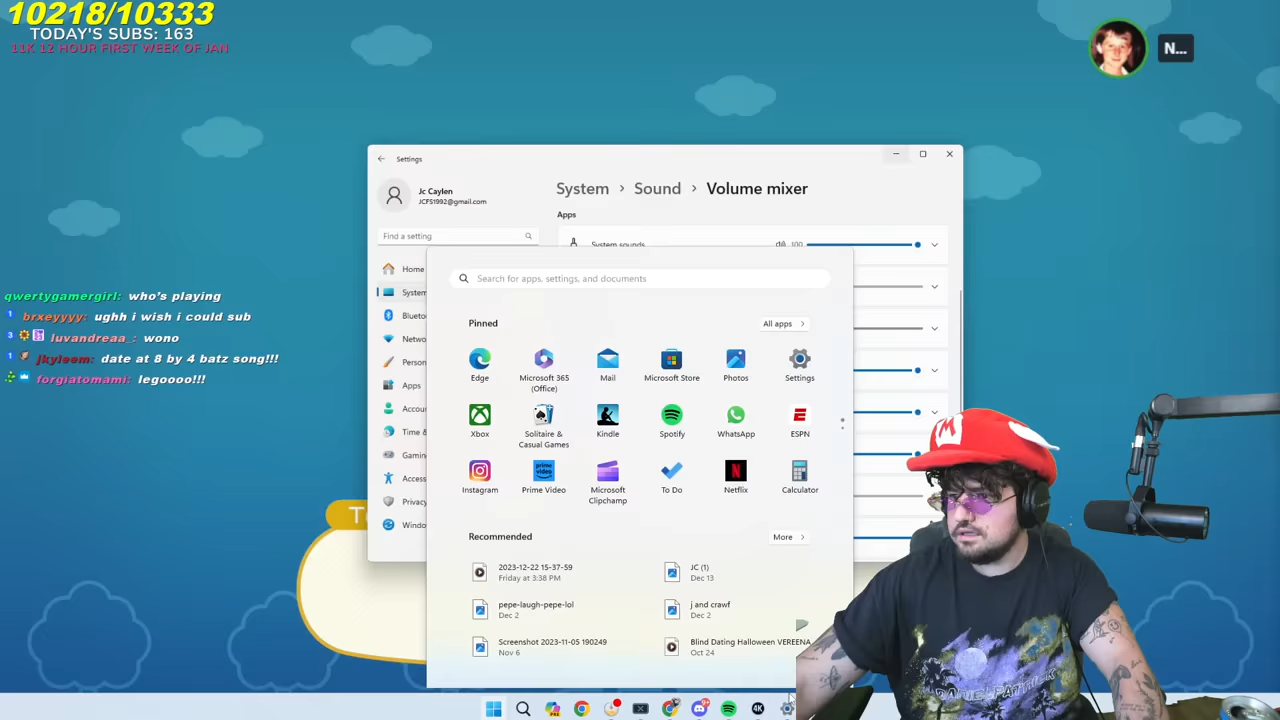 10218/10333
TODAY'S SUBS: 163
11K 12 HOUR FIRST WEEK OF JAN
N...
Settings
Jc Caylen
JCFS1992@gmail.com
Find a setting
Home
System
Bluetoo
Netwo
Person
Apps
Accou
Time &
Gamin
Access
Privacy
Windo
System > Sound > Volume mixer
Apps
System sounds
100
qwertygamergirl: who's playing
1 brxeyyyy: ughh i wish i could sub
3 luvandreaa_: wono
1 jkyleem: date at 8 by 4 batz song!!!
forgiatomami: legoooo!!!
Search for apps, settings, and documents
Pinned
All apps >
Edge
Microsoft 365 (Office)
Mail
Microsoft Store
Photos
Settings
Xbox
Solitaire & Casual Games
Kindle
Spotify
WhatsApp
ESPN
Instagram
Prime Video
Microsoft Clipchamp
To Do
Netflix
Calculator
Recommended
More >
2023-12-22 15-37-59
Friday at 3:38 PM
JC (1)
Dec 13
pepe-laugh-pepe-lol
Dec 2
j and crawf
Dec 2
Screenshot 2023-11-05 190249
Nov 6
Blind Dating Halloween VEREENA
Oct 24
4K
DANIEL PATRICK